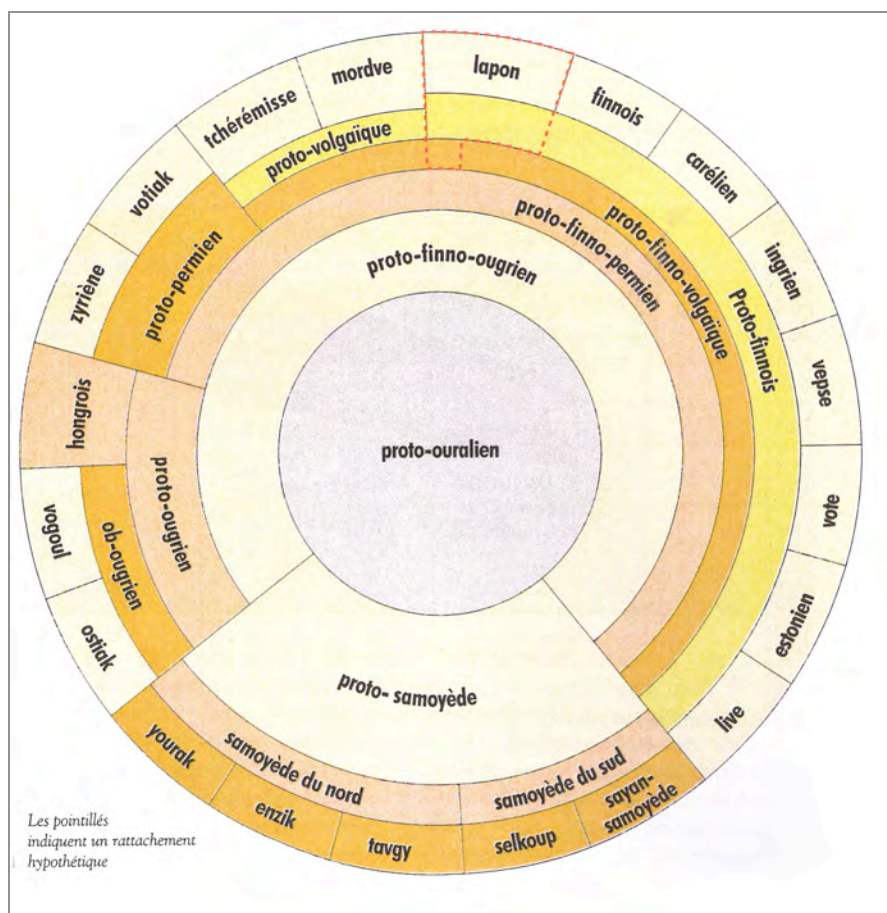 lapon
finnois
carélien
ingrien
vepse
vote
estonien
live
sayan-
samoyède
selkoup
tavgy
enzik
yourak
ostiak
vogoul
hongrois
zyriène
votiak
tchérémisse
mordve
proto-volgaïque
proto-permien
proto-finno-ougrien
proto-finno-permien
proto-finno-volgaïque
Proto-finnois
proto-ouralien
proto-ougrien
ob-ougrien
proto-samoyède
samoyède du nord
samoyède du sud
Les pointillés
indiquent un rattachement
hypothétique